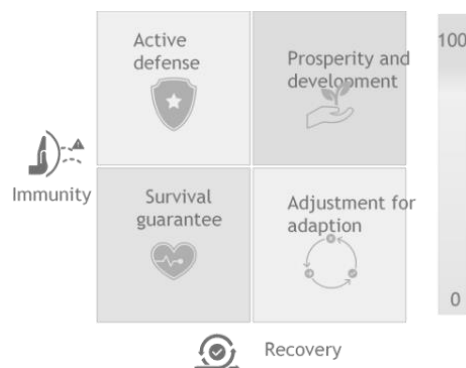 Active
defense
Prosperity and
development
100
Immunity
Survival
guarantee
Adjustment for
adaption
0
Recovery